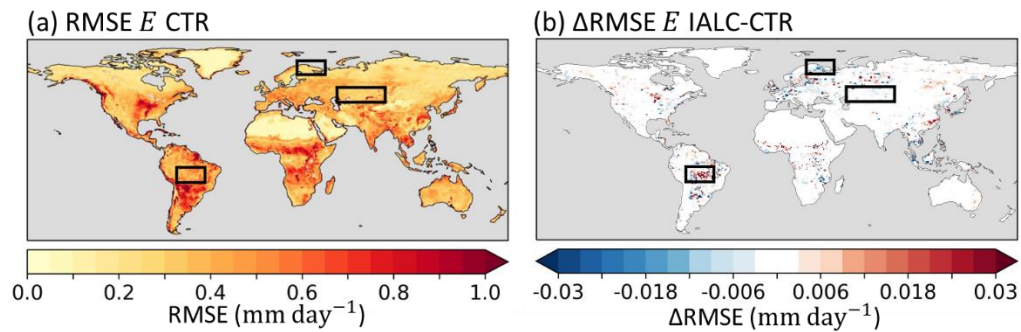 (a) RMSE E CTR
(b) ΔRMSE E IALC-CTR
0.0 0.2 0.4 0.6 0.8 1.0
RMSE (mm day⁻¹)
-0.03 -0.018 -0.006 0.006 0.018 0.03
ΔRMSE (mm day⁻¹)